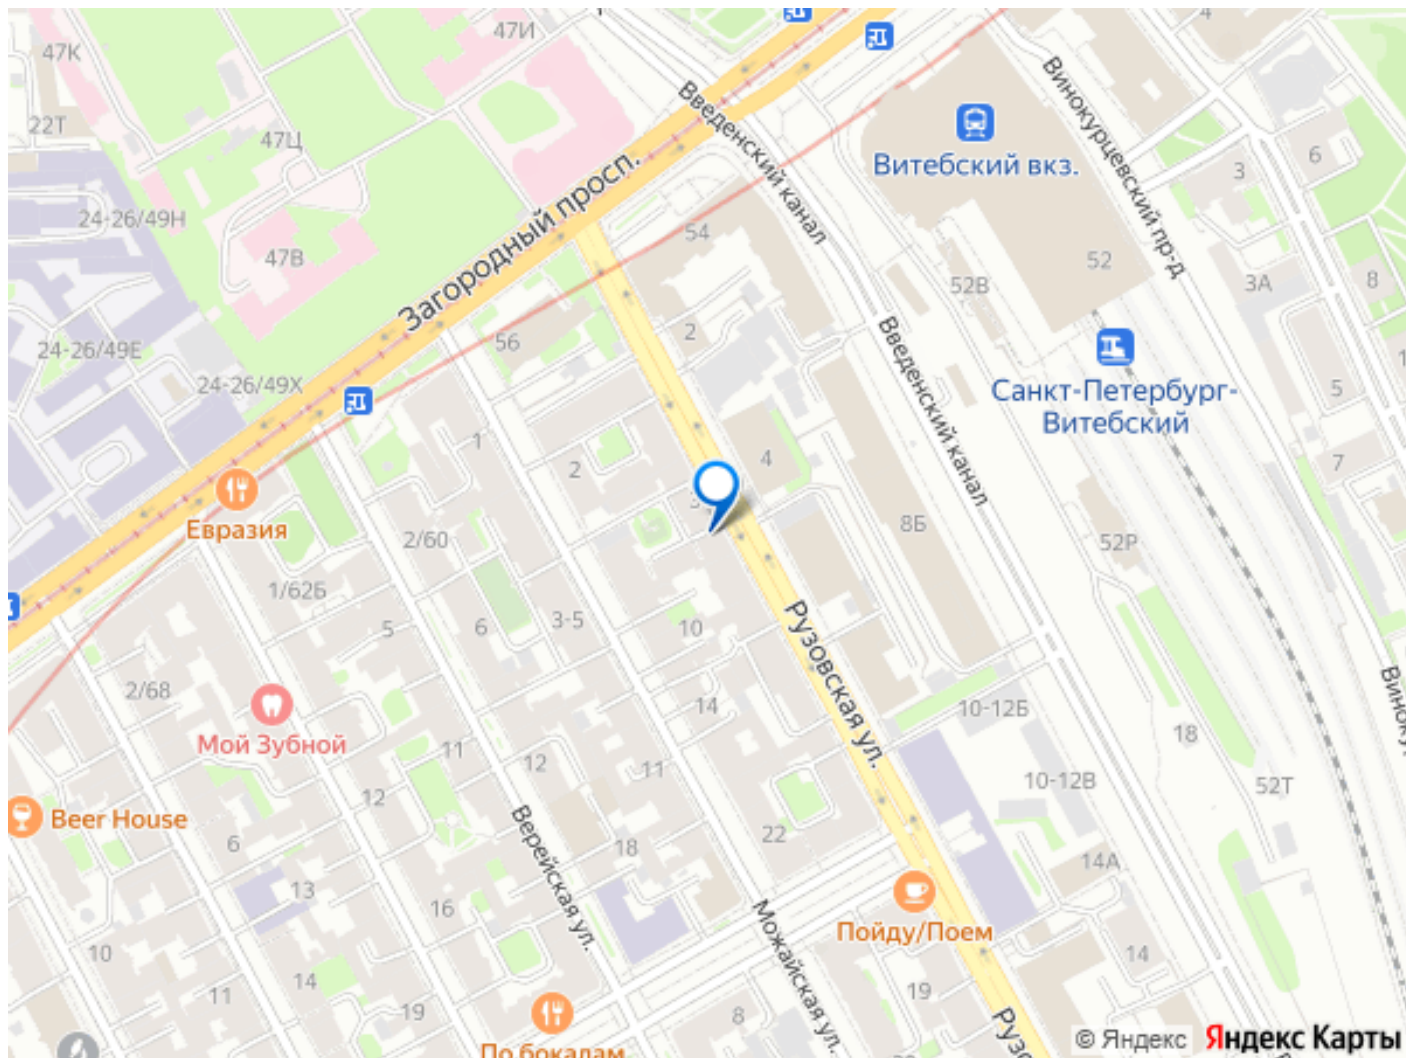 47К
47И
4
22Т
47Ц
Введенский канал
Винокурцевский пр-д
Витебский вкз.
3
6
24-26/49Н
47В
Загородный просп.
54
52В
52
3А
8
24-26/49Е
24-26/49Х
56
2
Введенский канал
Санкт-Петербург-
Витебский
5
1
2
4
7
Евразия
2/60
8Б
52Р
1/62Б
5
6
3-5
10
Рузовская ул.
2/68
Мой Зубной
14
10-12Б
18
Виноку
11
12
11
10-12В
52Т
12
Beer House
6
Верейская ул.
18
22
14А
13
16
Можайская ул.
Пойду/Поем
10
14
11
19
14
19
8
Рузо
По бокалам
© Яндекс
Яндекс Карты